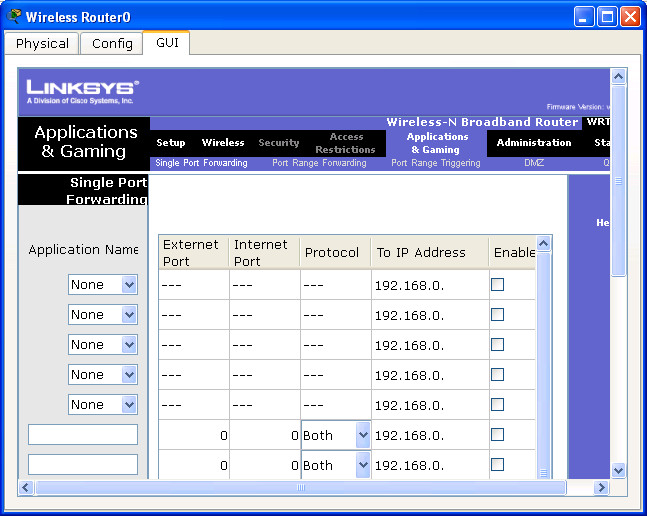 Wireless Router0
Physical Config GUI
LINKSYS®
A Division of Cisco Systems, Inc.
Firmware Version: v
Wireless-N Broadband Router WRT
Applications
& Gaming
Setup Wireless Security Access
Restrictions Applications
& Gaming Administration Sta
Single Port Forwarding Port Range Forwarding Port Range Triggering DMZ Q
Single Port
Forwarding
He
Application Name
Externet
Port Internet
Port Protocol To IP Address Enable
None --- --- --- 192.168.0.
None --- --- --- 192.168.0.
None --- --- --- 192.168.0.
None --- --- --- 192.168.0.
None --- --- --- 192.168.0.
0 0 Both 192.168.0.
0 0 Both 192.168.0.